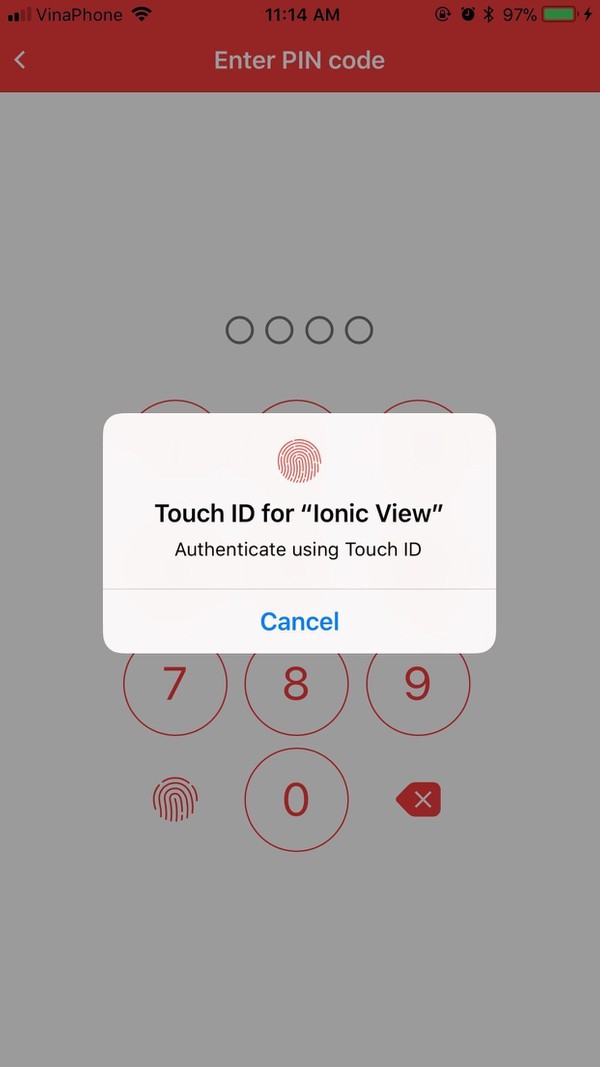 VinaPhone 11:14 AM 97%
Enter PIN code
Touch ID for “Ionic View”
Authenticate using Touch ID
Cancel
7 8 9
0